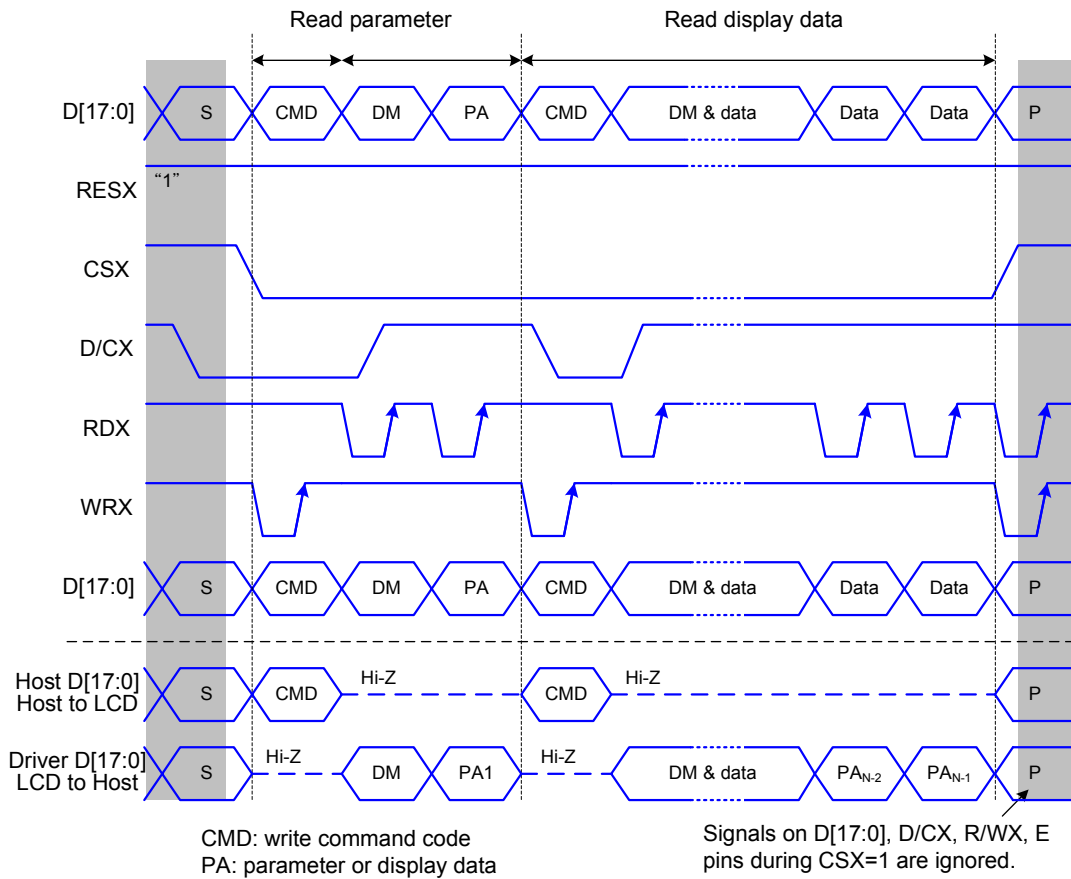 Read parameter
Read display data
D[17:0]
S
CMD
DM
PA
CMD
DM & data
Data
Data
P
RESX
“1”
CSX
D/CX
RDX
WRX
D[17:0]
S
CMD
DM
PA
CMD
DM & data
Data
Data
P
Host D[17:0]
Host to LCD
S
CMD
Hi-Z
CMD
Hi-Z
P
Driver D[17:0]
LCD to Host
S
Hi-Z
DM
PA1
Hi-Z
DM & data
PAN-2
PAN-1
P
CMD: write command code
PA: parameter or display data
Signals on D[17:0], D/CX, R/WX, E
pins during CSX=1 are ignored.